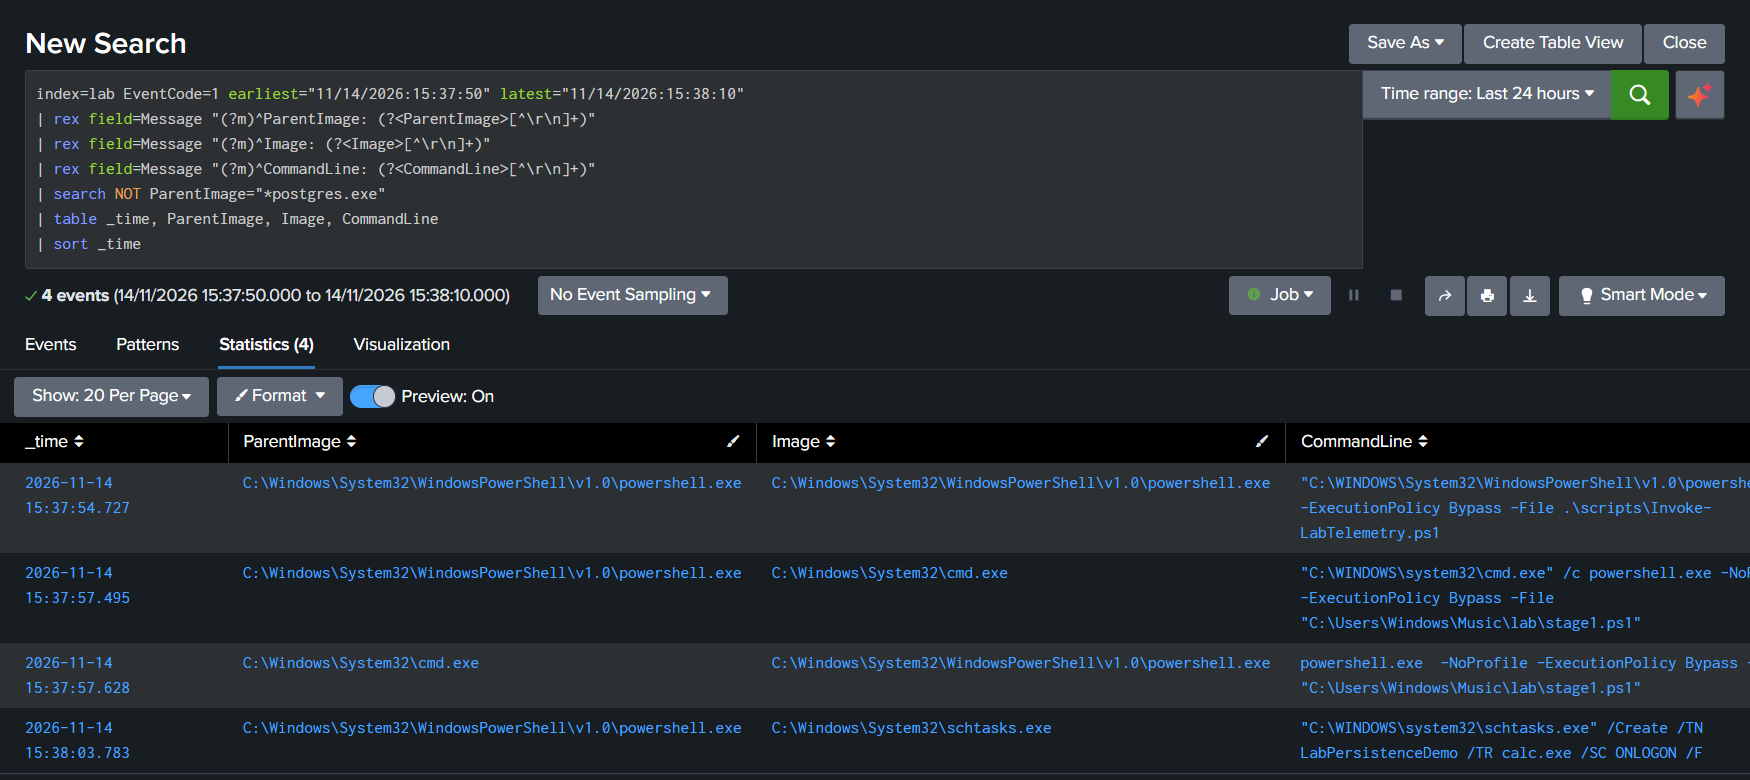 New Search
Save As
Create Table View
Close
index=lab EventCode=1 earliest="11/14/2026:15:37:50" latest="11/14/2026:15:38:10"
| rex field=Message "(?m)^ParentImage: (?<ParentImage>[^\r\n]+)"
| rex field=Message "(?m)^Image: (?<Image>[^\r\n]+)"
| rex field=Message "(?m)^CommandLine: (?<CommandLine>[^\r\n]+)"
| search NOT ParentImage="*postgres.exe"
| table _time, ParentImage, Image, CommandLine
| sort _time
Time range: Last 24 hours
4 events (14/11/2026 15:37:50.000 to 14/11/2026 15:38:10.000)
No Event Sampling
Job
Smart Mode
Events
Patterns
Statistics (4)
Visualization
Show: 20 Per Page
Format
Preview: On
_time
ParentImage
Image
CommandLine
2026-11-14
15:37:54.727
C:\Windows\System32\WindowsPowerShell\v1.0\powershell.exe
C:\Windows\System32\WindowsPowerShell\v1.0\powershell.exe
"C:\WINDOWS\System32\WindowsPowerShell\v1.0\powersh
-ExecutionPolicy Bypass -File .\scripts\Invoke-
LabTelemetry.ps1
2026-11-14
15:37:57.495
C:\Windows\System32\WindowsPowerShell\v1.0\powershell.exe
C:\Windows\System32\cmd.exe
"C:\WINDOWS\system32\cmd.exe" /c powershell.exe -No
-ExecutionPolicy Bypass -File
"C:\Users\Windows\Music\lab\stage1.ps1"
2026-11-14
15:37:57.628
C:\Windows\System32\cmd.exe
C:\Windows\System32\WindowsPowerShell\v1.0\powershell.exe
powershell.exe  -NoProfile -ExecutionPolicy Bypass -
"C:\Users\Windows\Music\lab\stage1.ps1"
2026-11-14
15:38:03.783
C:\Windows\System32\WindowsPowerShell\v1.0\powershell.exe
C:\Windows\System32\schtasks.exe
"C:\WINDOWS\system32\schtasks.exe" /Create /TN
LabPersistenceDemo /TR calc.exe /SC ONLOGON /F